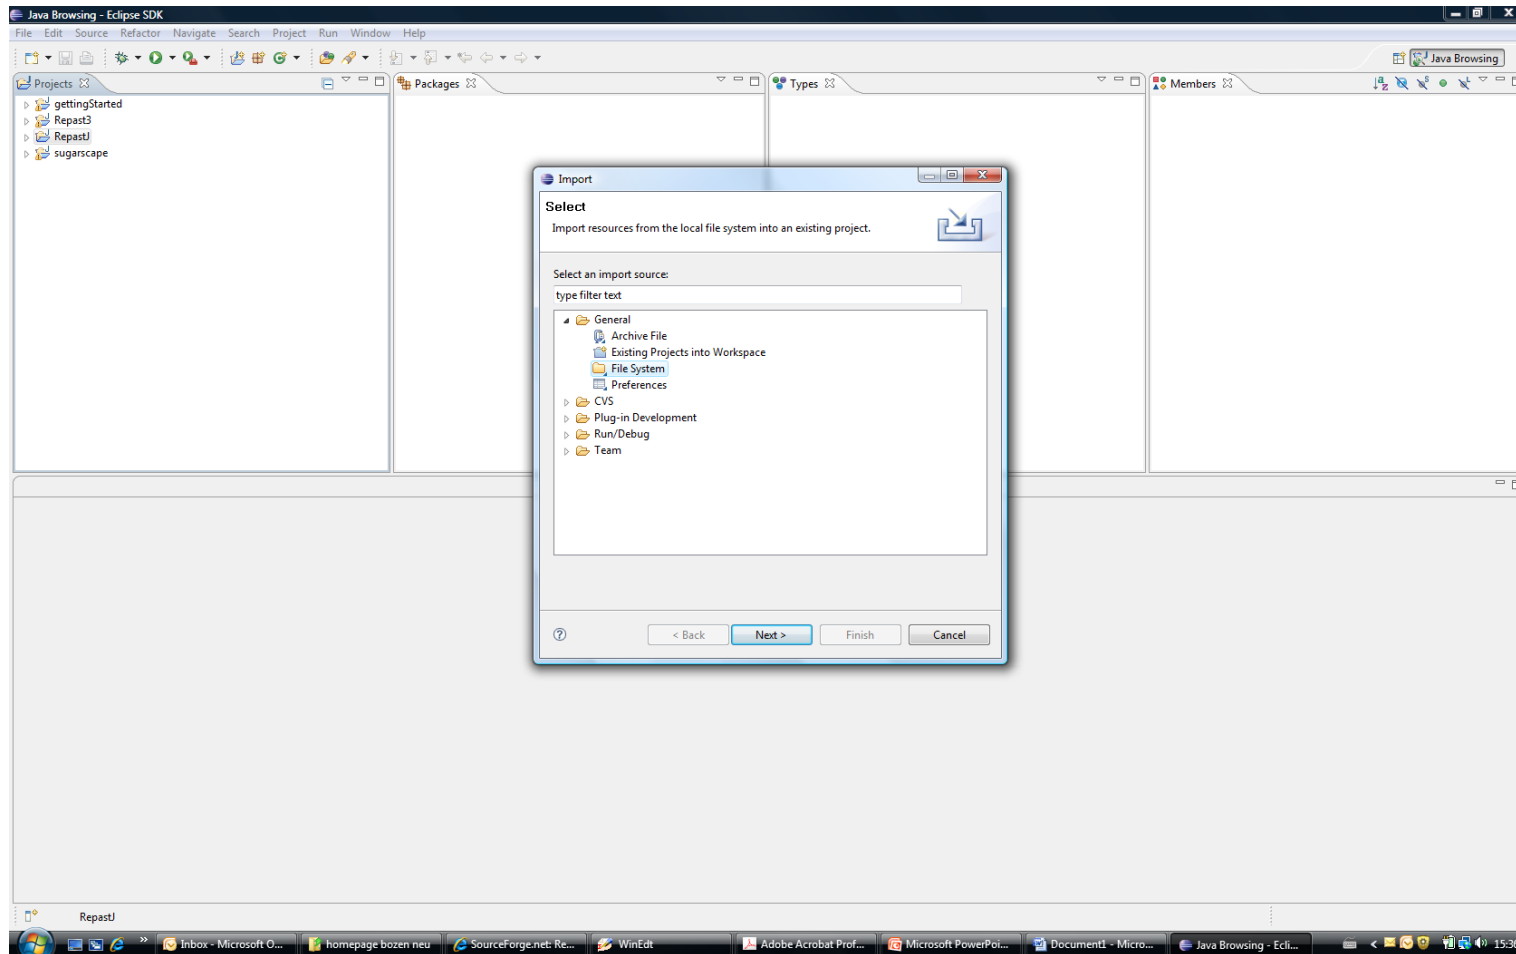 Java Browsing - Eclipse SDK
File Edit Source Refactor Navigate Search Project Run Window Help
Java Browsing
Projects
Packages
Types
Members
gettingStarted
Repast3
RepastJ
sugarscape
Import
Select
Import resources from the local file system into an existing project.
Select an import source:
type filter text
General
Archive File
Existing Projects into Workspace
File System
Preferences
CVS
Plug-in Development
Run/Debug
Team
< Back Next > Finish Cancel
RepastJ
Inbox - Microsoft O... homepage bozen neu SourceForge.net: Re... WinEdt Adobe Acrobat Prof... Microsoft PowerPoi... Document1 - Micro... Java Browsing - Ecli... 15:36